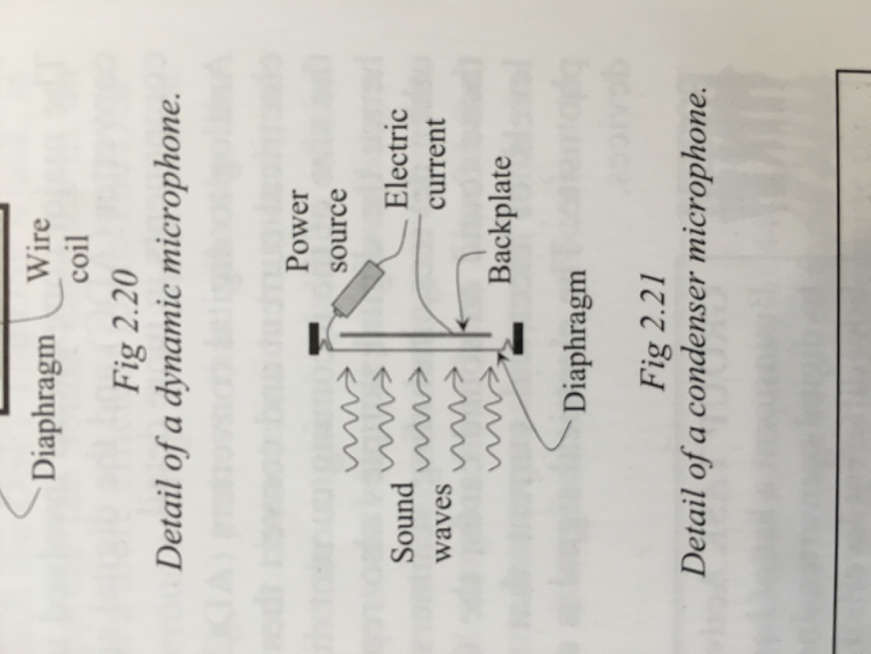 Diaphragm
Wire
coil
Fig 2.20
Detail of a dynamic microphone.
Power
source
Electric
current
Backplate
Sound
waves
Diaphragm
Fig 2.21
Detail of a condenser microphone.